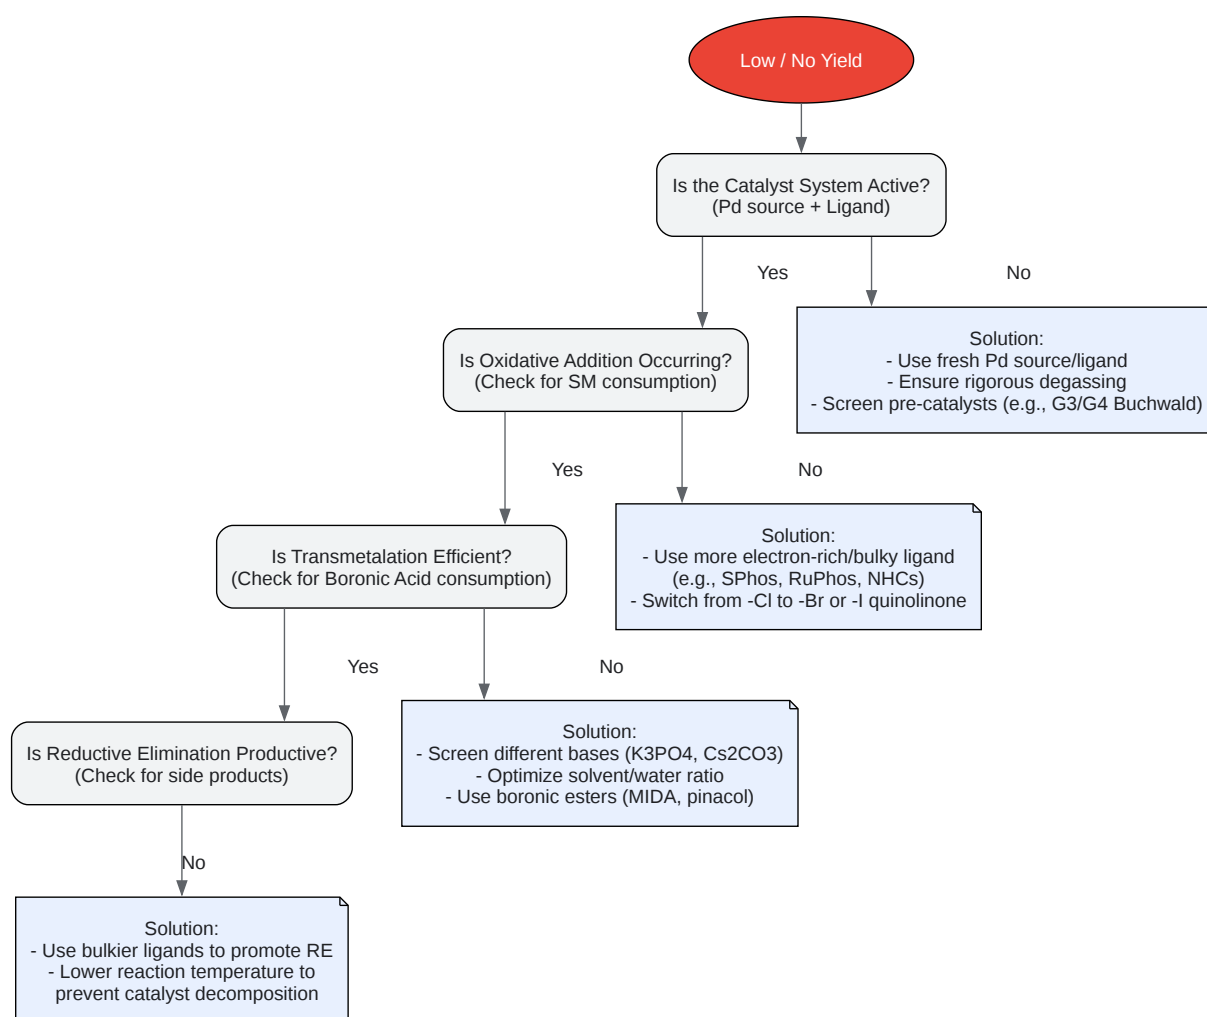 Low / No Yield
Is the Catalyst System Active?
(Pd source + Ligand)
Yes
No
Solution:
- Use fresh Pd source/ligand
- Ensure rigorous degassing
- Screen pre-catalysts (e.g., G3/G4 Buchwald)
Is Oxidative Addition Occurring?
(Check for SM consumption)
Yes
No
Solution:
- Use more electron-rich/bulky ligand
(e.g., SPhos, RuPhos, NHCs)
- Switch from -Cl to -Br or -I quinolinone
Is Transmetalation Efficient?
(Check for Boronic Acid consumption)
Yes
No
Solution:
- Screen different bases (K3PO4, Cs2CO3)
- Optimize solvent/water ratio
- Use boronic esters (MIDA, pinacol)
Is Reductive Elimination Productive?
(Check for side products)
No
Solution:
- Use bulkier ligands to promote RE
- Lower reaction temperature to
prevent catalyst decomposition